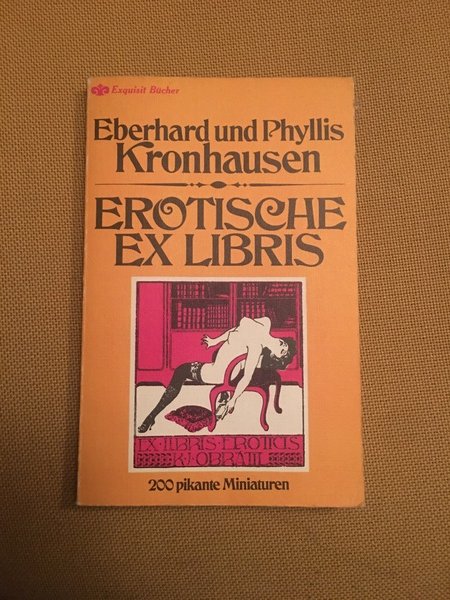 Exquisit Bücher
Eberhard und Phyllis
Kronhausen
EROTISCHE
EX LIBRIS
EX·LIBRIS·EROTICIS
K·J·OBRÁTIL
200 pikante Miniaturen